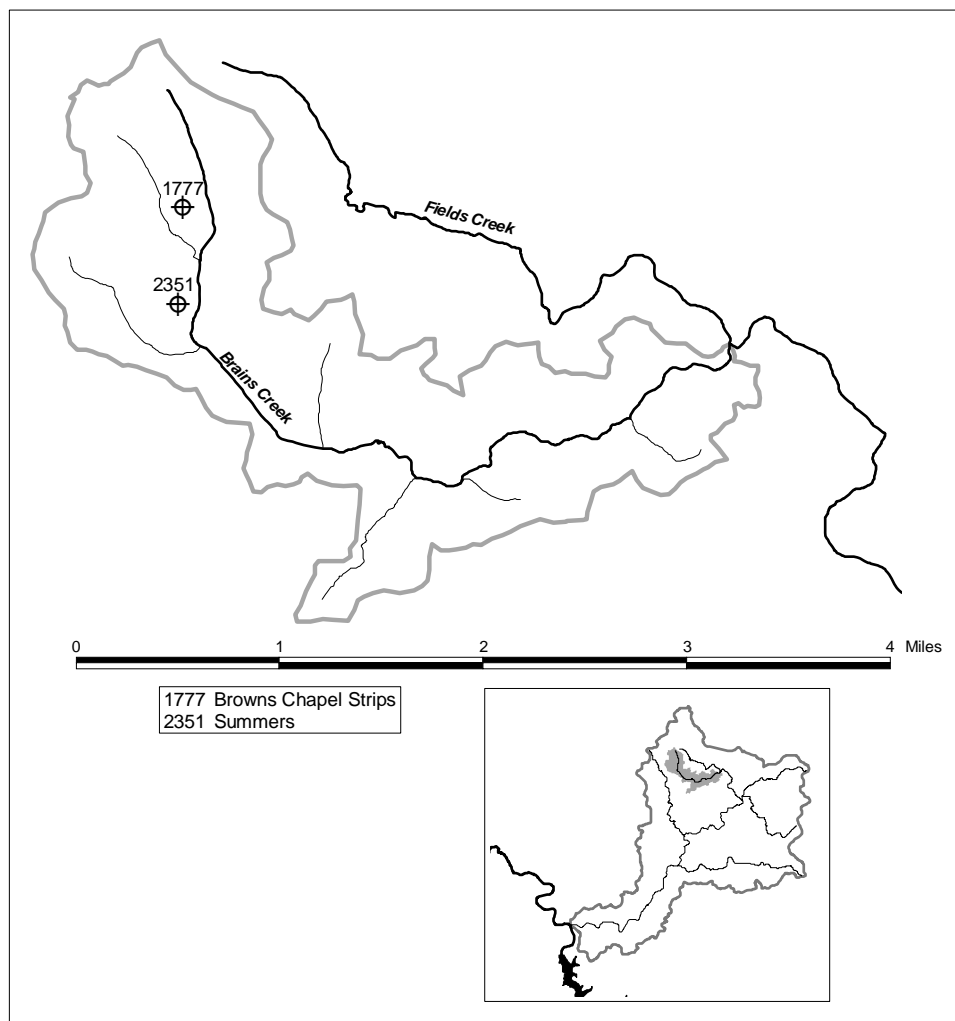 1777
Fields Creek
2351
Brains Creek
0 1 2 3 4 Miles
1777 Browns Chapel Strips
2351 Summers